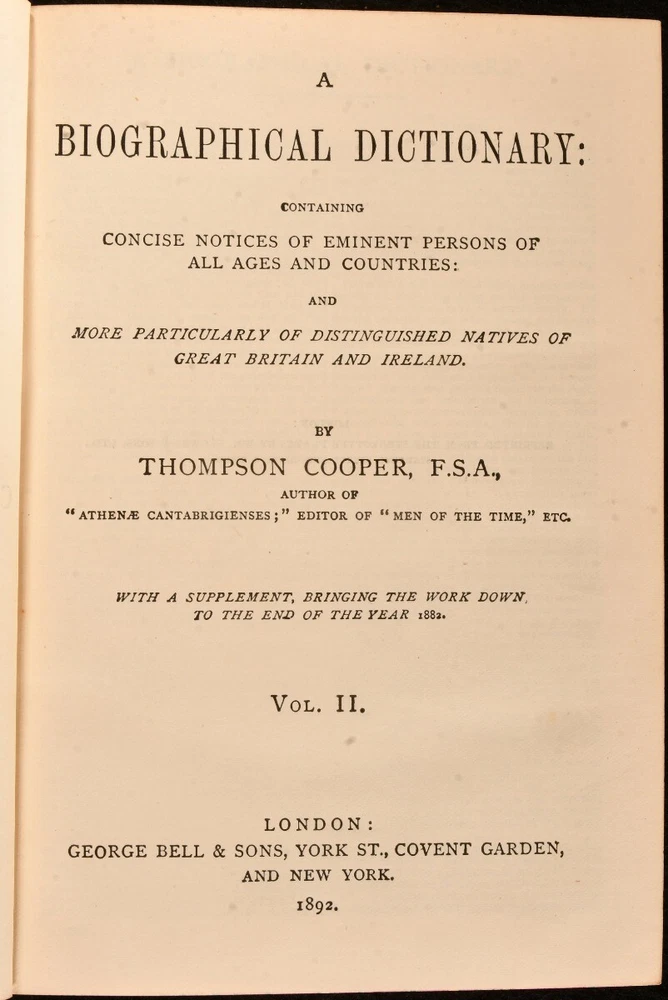 A
BIOGRAPHICAL DICTIONARY:
CONTAINING
CONCISE NOTICES OF EMINENT PERSONS OF
ALL AGES AND COUNTRIES:
AND
MORE PARTICULARLY OF DISTINGUISHED NATIVES OF
GREAT BRITAIN AND IRELAND.
BY
THOMPSON COOPER, F.S.A.,
AUTHOR OF
“ATHENÆ CANTABRIGIENSES;” EDITOR OF “MEN OF THE TIME,” ETC.
WITH A SUPPLEMENT, BRINGING THE WORK DOWN,
TO THE END OF THE YEAR 1882.
VOL. II.
LONDON:
GEORGE BELL & SONS, YORK ST., COVENT GARDEN,
AND NEW YORK.
1892.